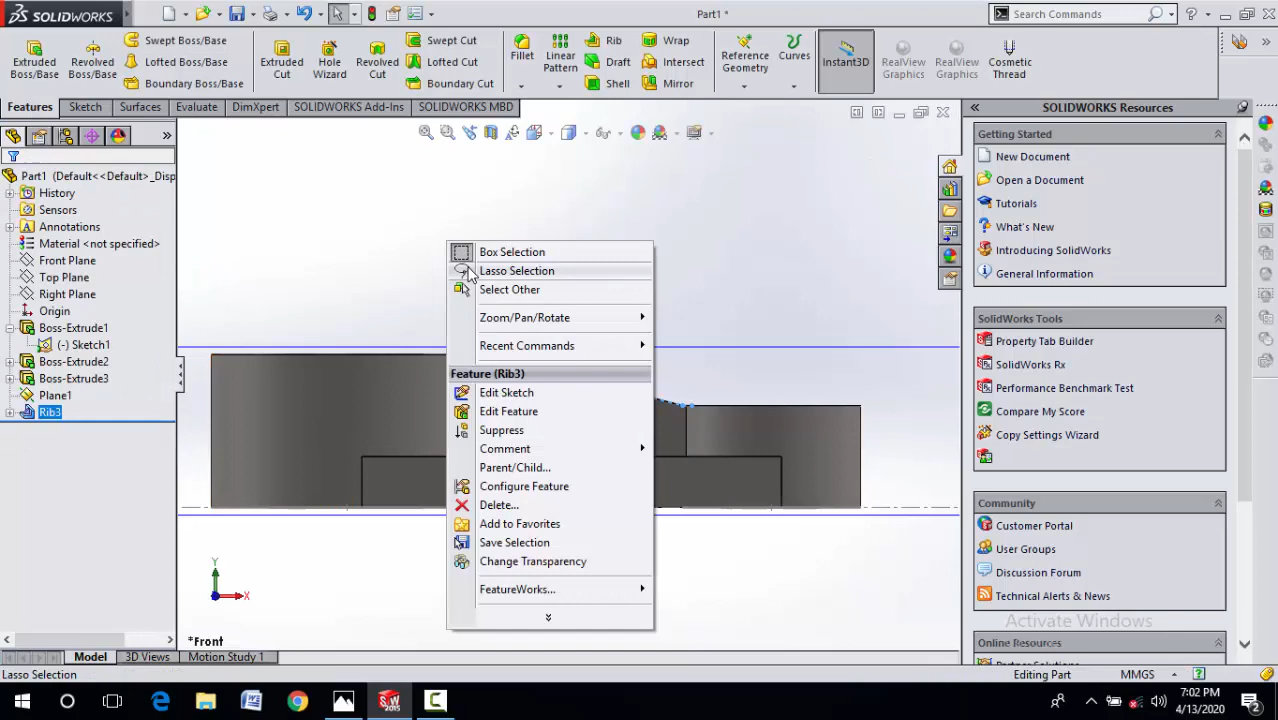 SOLIDWORKS
Part1 *
Search Commands
Extruded Boss/Base
Revolved Boss/Base
Swept Boss/Base
Lofted Boss/Base
Boundary Boss/Base
Extruded Cut
Hole Wizard
Revolved Cut
Swept Cut
Lofted Cut
Boundary Cut
Fillet
Linear Pattern
Rib
Draft
Shell
Wrap
Intersect
Mirror
Reference Geometry
Curves
Instant3D
RealView Graphics
RealView Graphics
Cosmetic Thread
Features
Sketch
Surfaces
Evaluate
DimXpert
SOLIDWORKS Add-Ins
SOLIDWORKS MBD
Part1 (Default<<Default>_Disp
History
Sensors
Annotations
Material <not specified>
Front Plane
Top Plane
Right Plane
Origin
Boss-Extrude1
(-) Sketch1
Boss-Extrude2
Boss-Extrude3
Plane1
Rib3
Box Selection
Lasso Selection
Select Other
Zoom/Pan/Rotate
Recent Commands
Feature (Rib3)
Edit Sketch
Edit Feature
Suppress
Comment
Parent/Child...
Configure Feature
Delete...
Add to Favorites
Save Selection
Change Transparency
FeatureWorks...
Y
X
*Front
SOLIDWORKS Resources
Getting Started
New Document
Open a Document
Tutorials
What's New
Introducing SolidWorks
General Information
SolidWorks Tools
Property Tab Builder
SolidWorks Rx
Performance Benchmark Test
Compare My Score
Copy Settings Wizard
Community
Customer Portal
User Groups
Discussion Forum
Technical Alerts & News
Activate Windows
Online Resources
Model
3D Views
Motion Study 1
Lasso Selection
Editing Part
MMGS
7:02 PM
4/13/2020